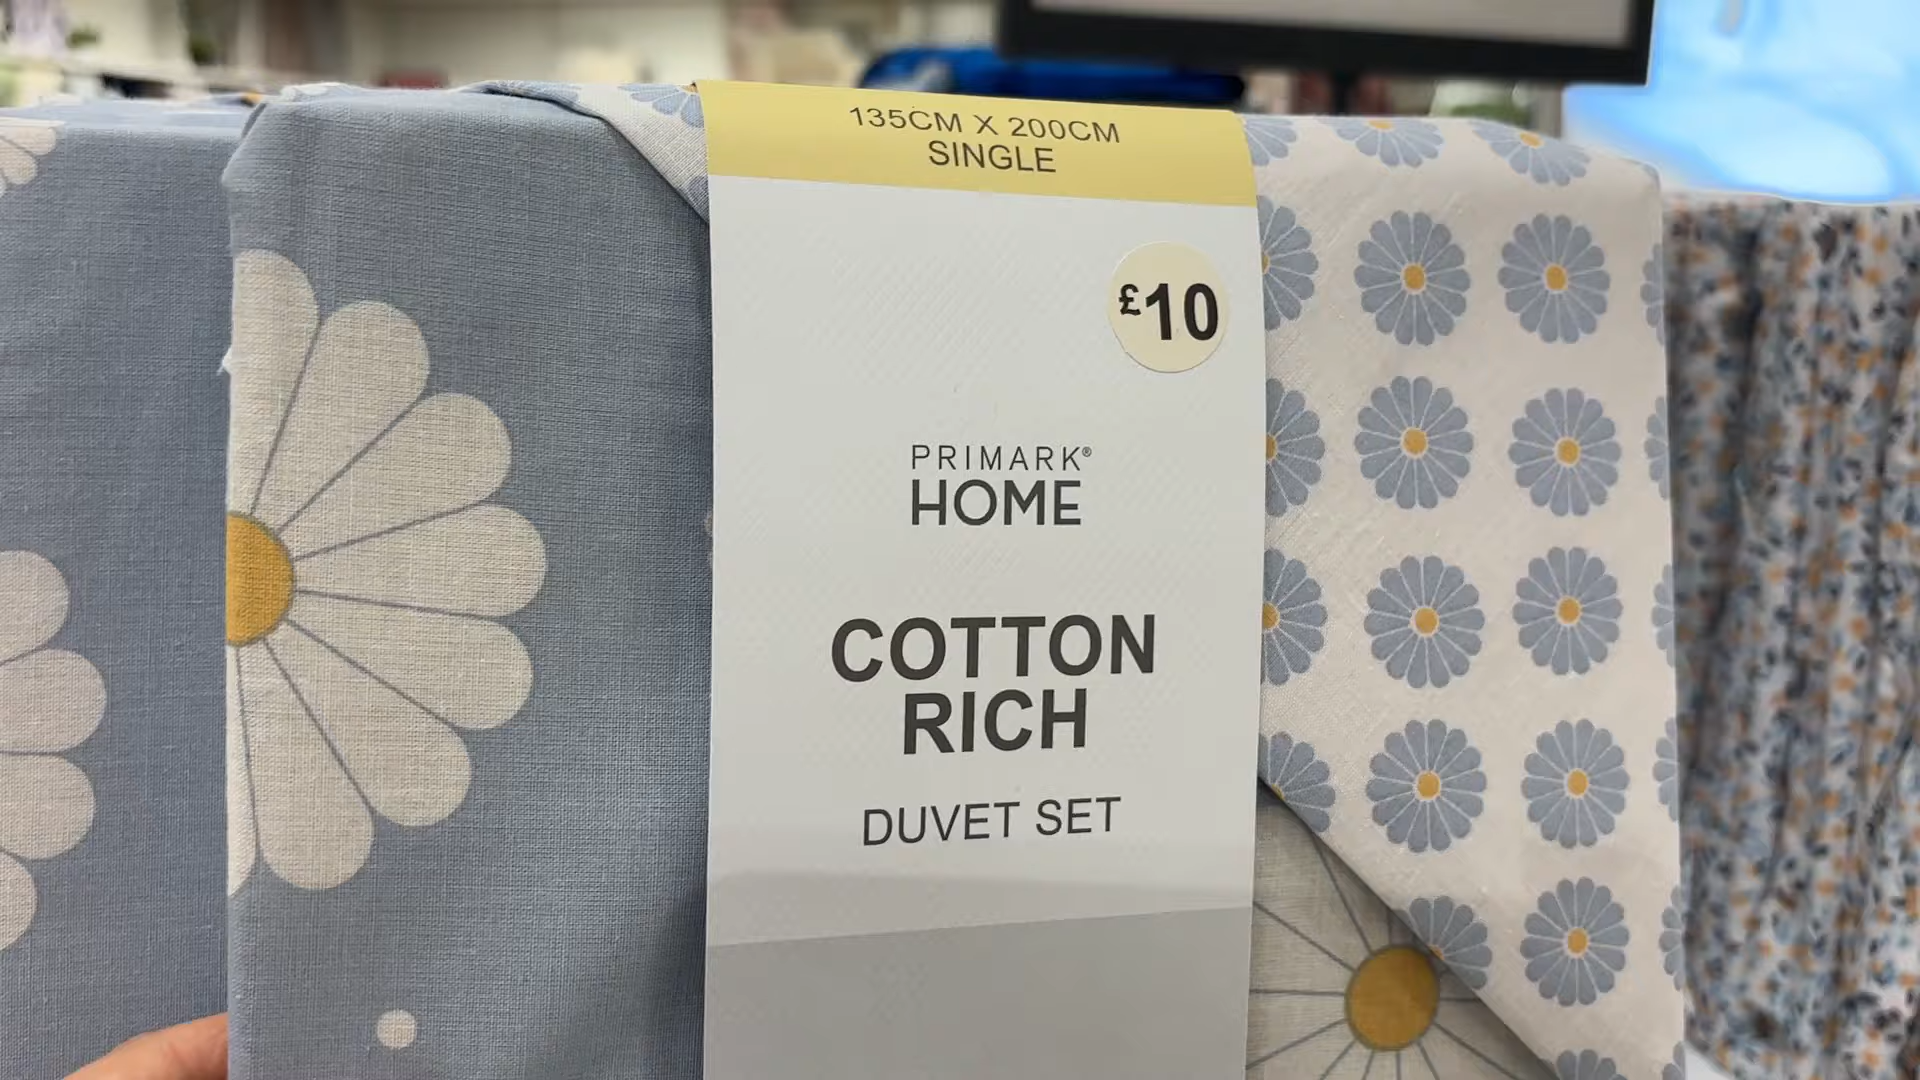 135CM X 200CM
SINGLE
£10
PRIMARK®
HOME
COTTON
RICH
DUVET SET